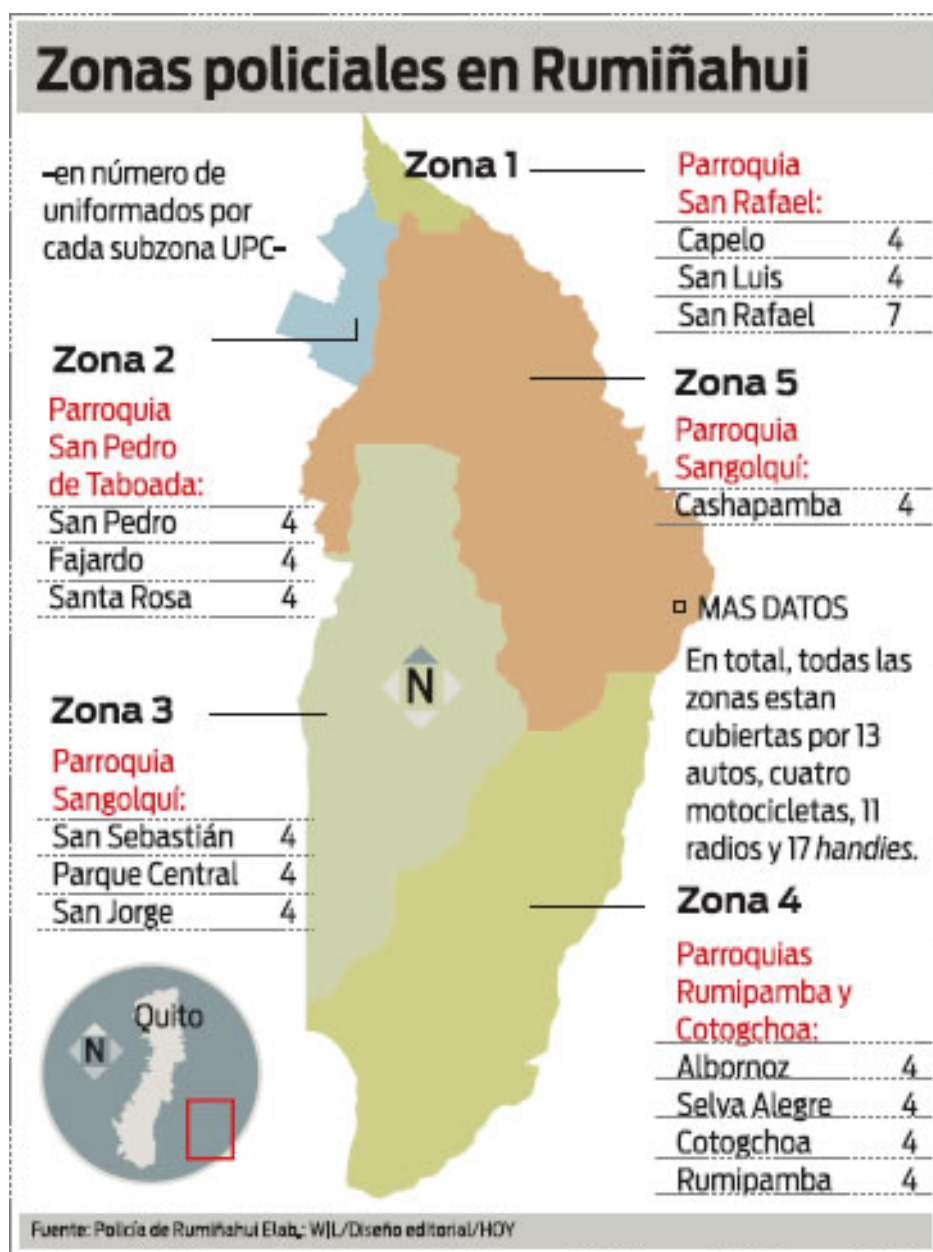 Zonas policiales en Rumiñahui
-en número de
uniformados por
cada subzona UPC-
Zona 1
Parroquia
San Rafael:
Capelo 4
San Luis 4
San Rafael 7
Zona 2
Parroquia
San Pedro
de Taboada:
San Pedro 4
Fajardo 4
Santa Rosa 4
Zona 5
Parroquia
Sangolquí:
Cashapamba 4
MAS DATOS
En total, todas las
zonas estan
cubiertas por 13
autos, cuatro
motocicletas, 11
radios y 17 handies.
N
Zona 3
Parroquia
Sangolquí:
San Sebastián 4
Parque Central 4
San Jorge 4
Zona 4
Parroquias
Rumipamba y
Cotogchoa:
Albornoz 4
Selva Alegre 4
Cotogchoa 4
Rumipamba 4
Quito
N
Fuente: Policía de Rumiñahui Elab.: WJL/Diseño editorial/HOY